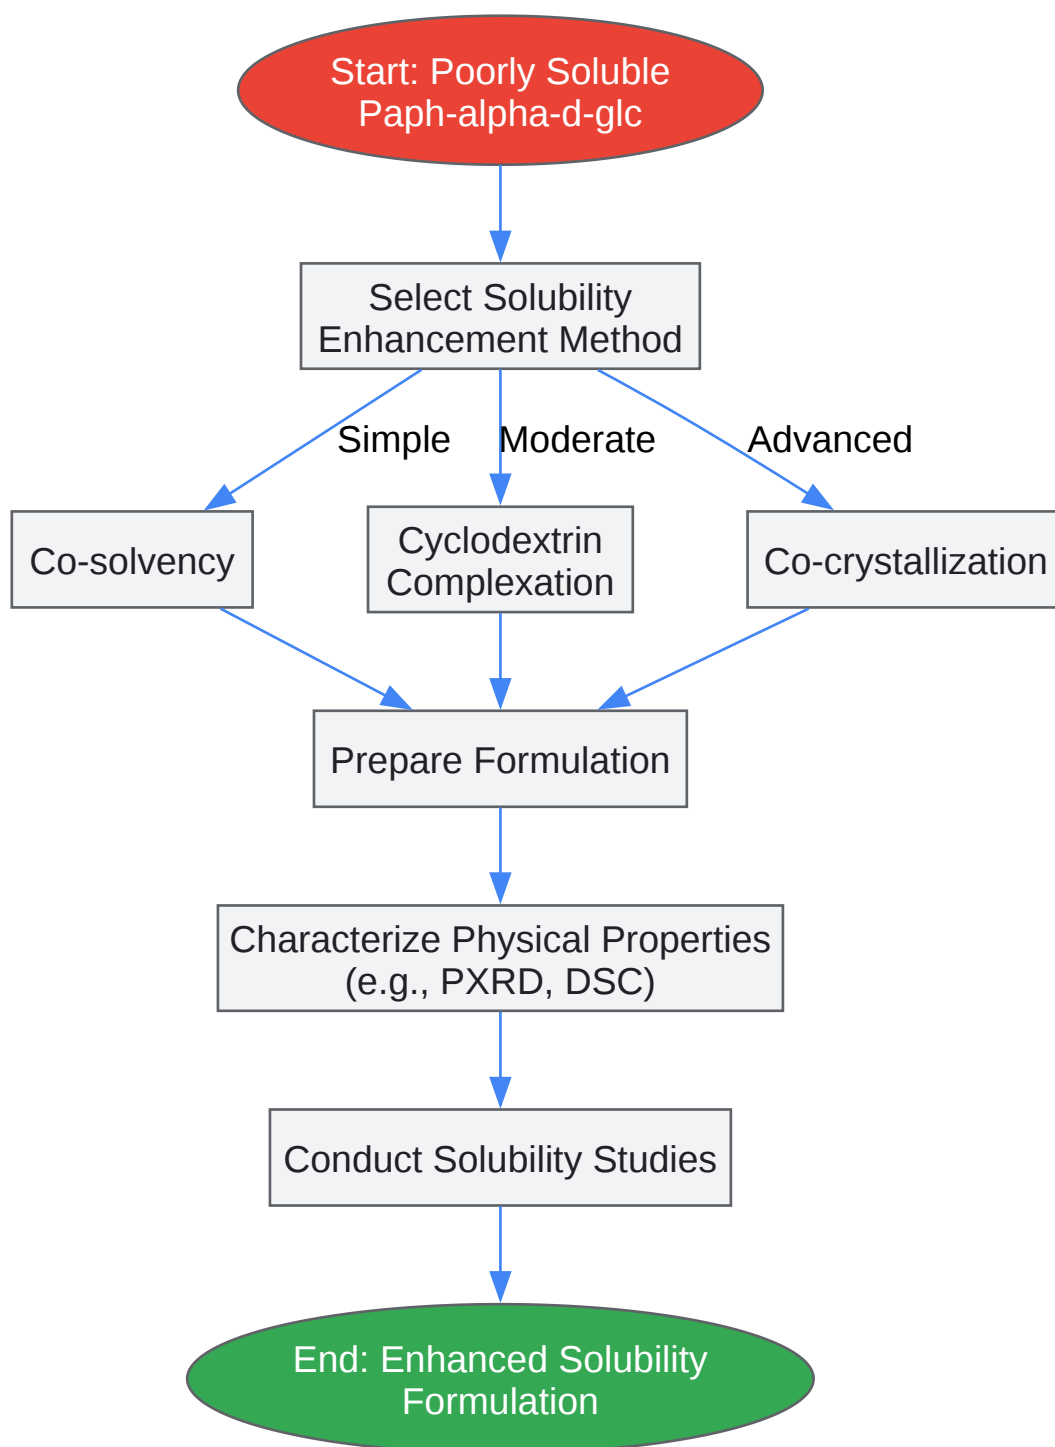 Start: Poorly Soluble
Paph-alpha-d-glc
Select Solubility
Enhancement Method
Simple
Moderate
Advanced
Co-solvency
Cyclodextrin
Complexation
Co-crystallization
Prepare Formulation
Characterize Physical Properties
(e.g., PXRD, DSC)
Conduct Solubility Studies
End: Enhanced Solubility
Formulation